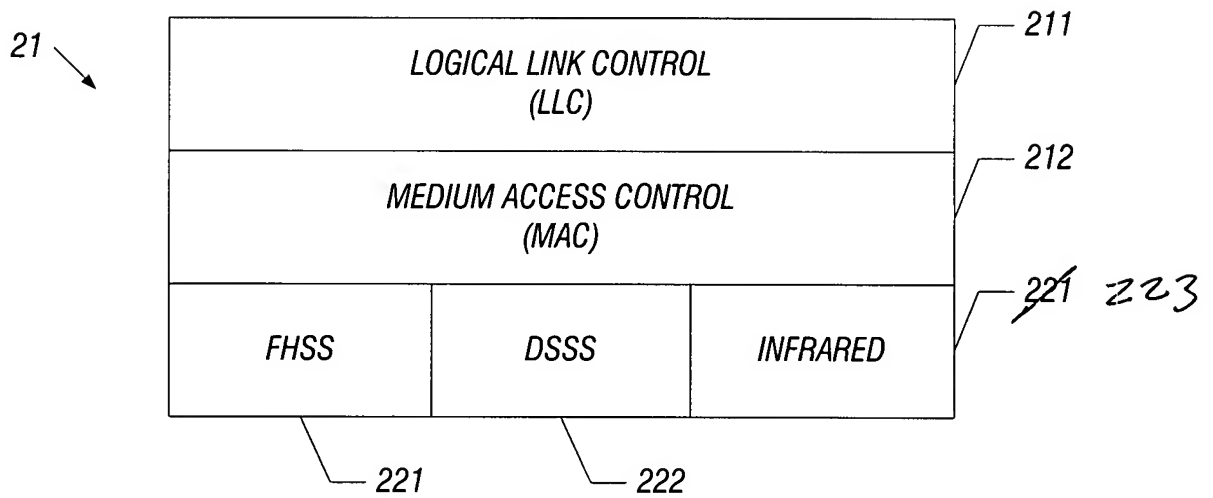 21
211
LOGICAL LINK CONTROL
(LLC)
212
MEDIUM ACCESS CONTROL
(MAC)
221 223
FHSS
DSSS
INFRARED
221
222